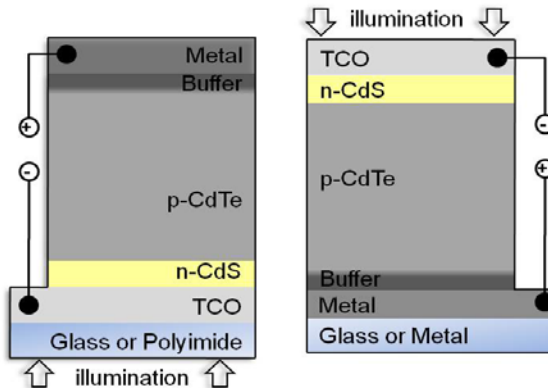 Metal
Buffer
+
-
p-CdTe
n-CdS
TCO
Glass or Polyimide
illumination
illumination
TCO
n-CdS
-
+
p-CdTe
Buffer
Metal
Glass or Metal